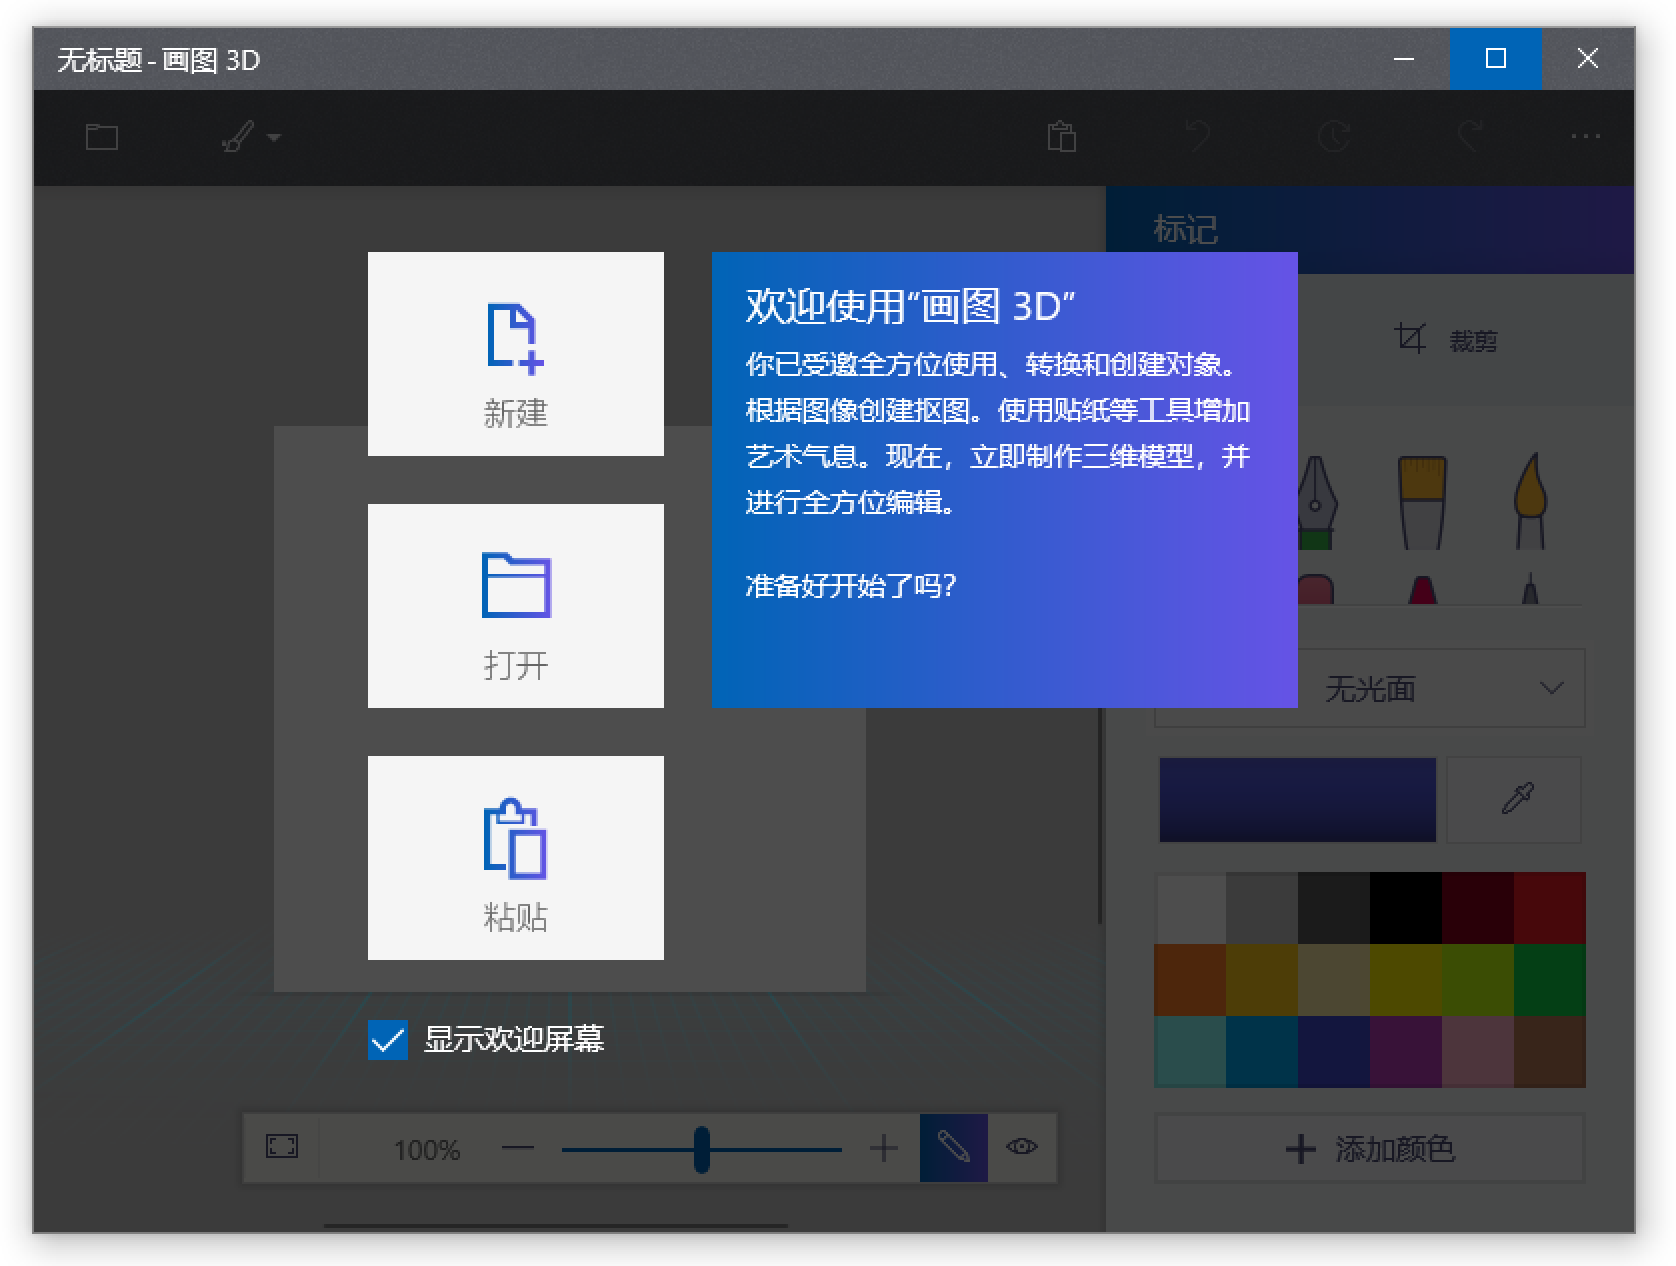 无标题 - 画图 3D
标记
欢迎使用“画图 3D”
你已受邀全方位使用、转换和创建对象。
根据图像创建抠图。使用贴纸等工具增加
艺术气息。现在，立即制作三维模型，并
进行全方位编辑。
准备好开始了吗？
新建
打开
粘贴
显示欢迎屏幕
裁剪
无光面
添加颜色
100%